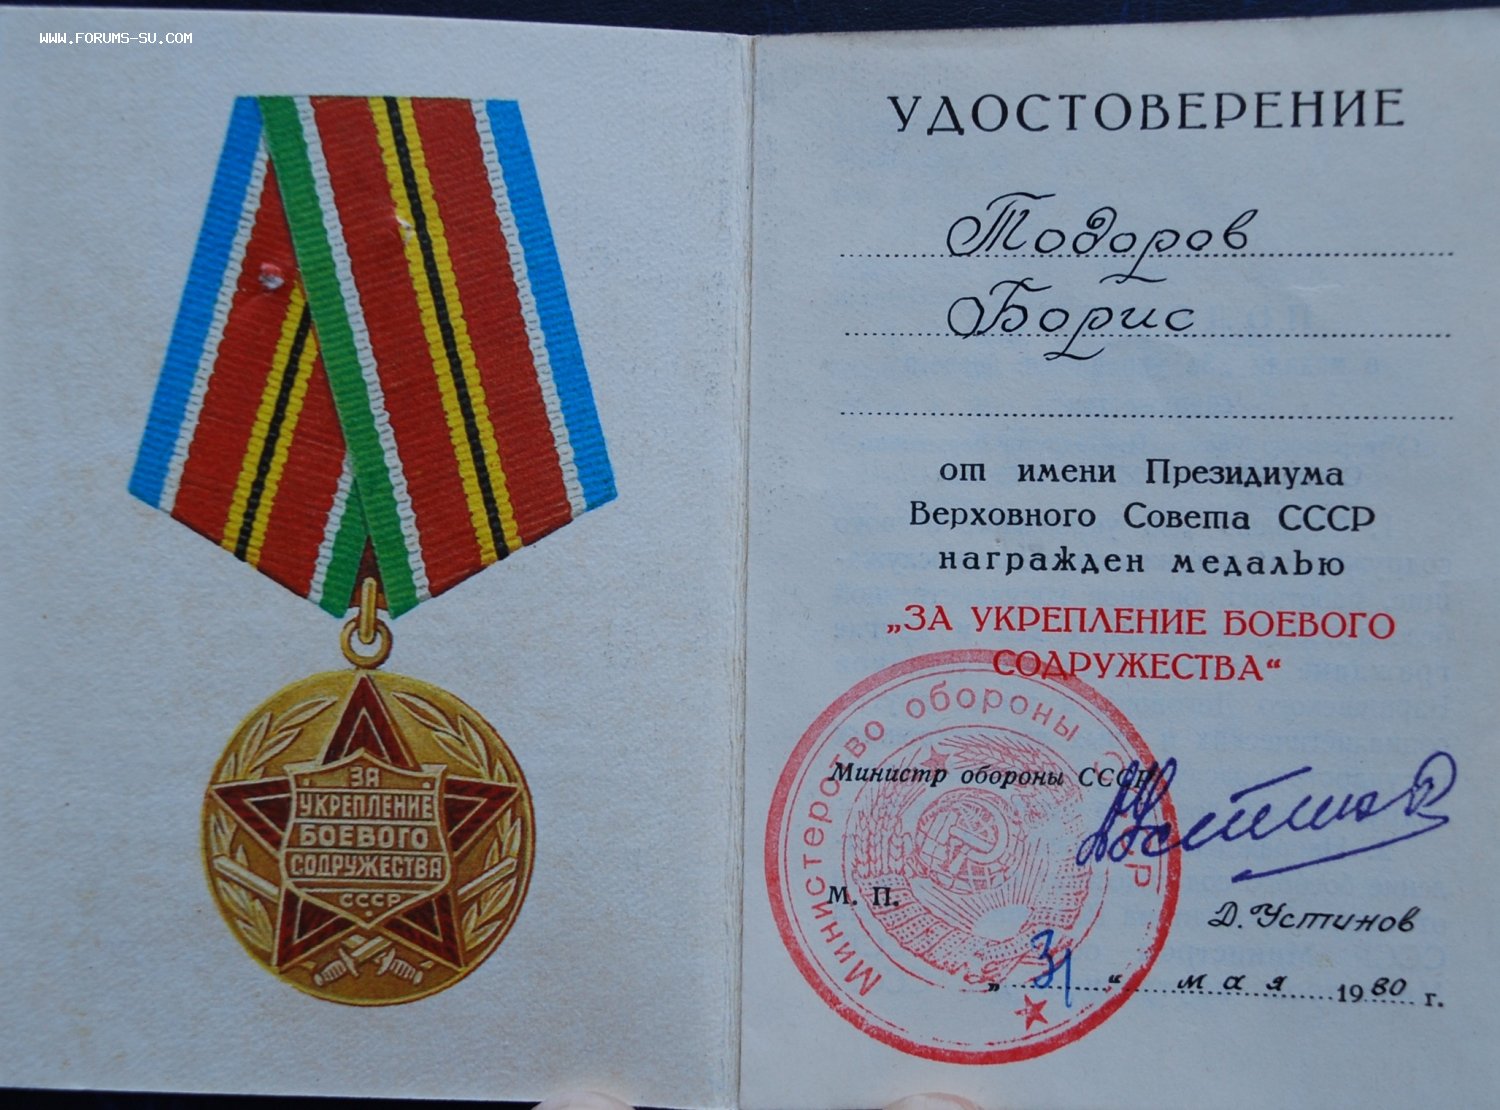 WWW.FORUMS-SU.COM
ЗА
УКРЕПЛЕНИЕ
БОЕВОГО
СОДРУЖЕСТВА
СССР
УДОСТОВЕРЕНИЕ
Тодоров
Борис
от имени Президиума
Верховного Совета СССР
награжден медалью
„ЗА УКРЕПЛЕНИЕ БОЕВОГО
СОДРУЖЕСТВА“
Министерство обороны СССР
Министр обороны СССР
М. П.
Д. Устинов
„31“ мая 1980 г.